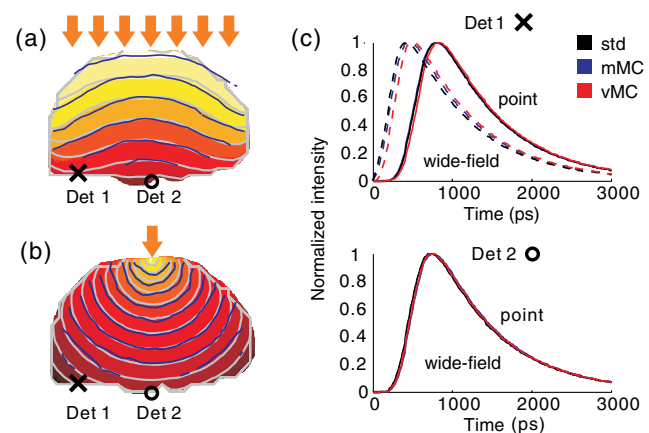 (a)
Det 1
Det 2
(b)
Det 1
Det 2
(c)
Det 1
std
mMC
vMC
1
0.8
0.6
0.4
0.2
0
point
wide-field
0
1000
2000
3000
Time (ps)
Normalized intensity
Det 2
1
0.8
0.6
0.4
0.2
0
point
wide-field
0
1000
2000
3000
Time (ps)